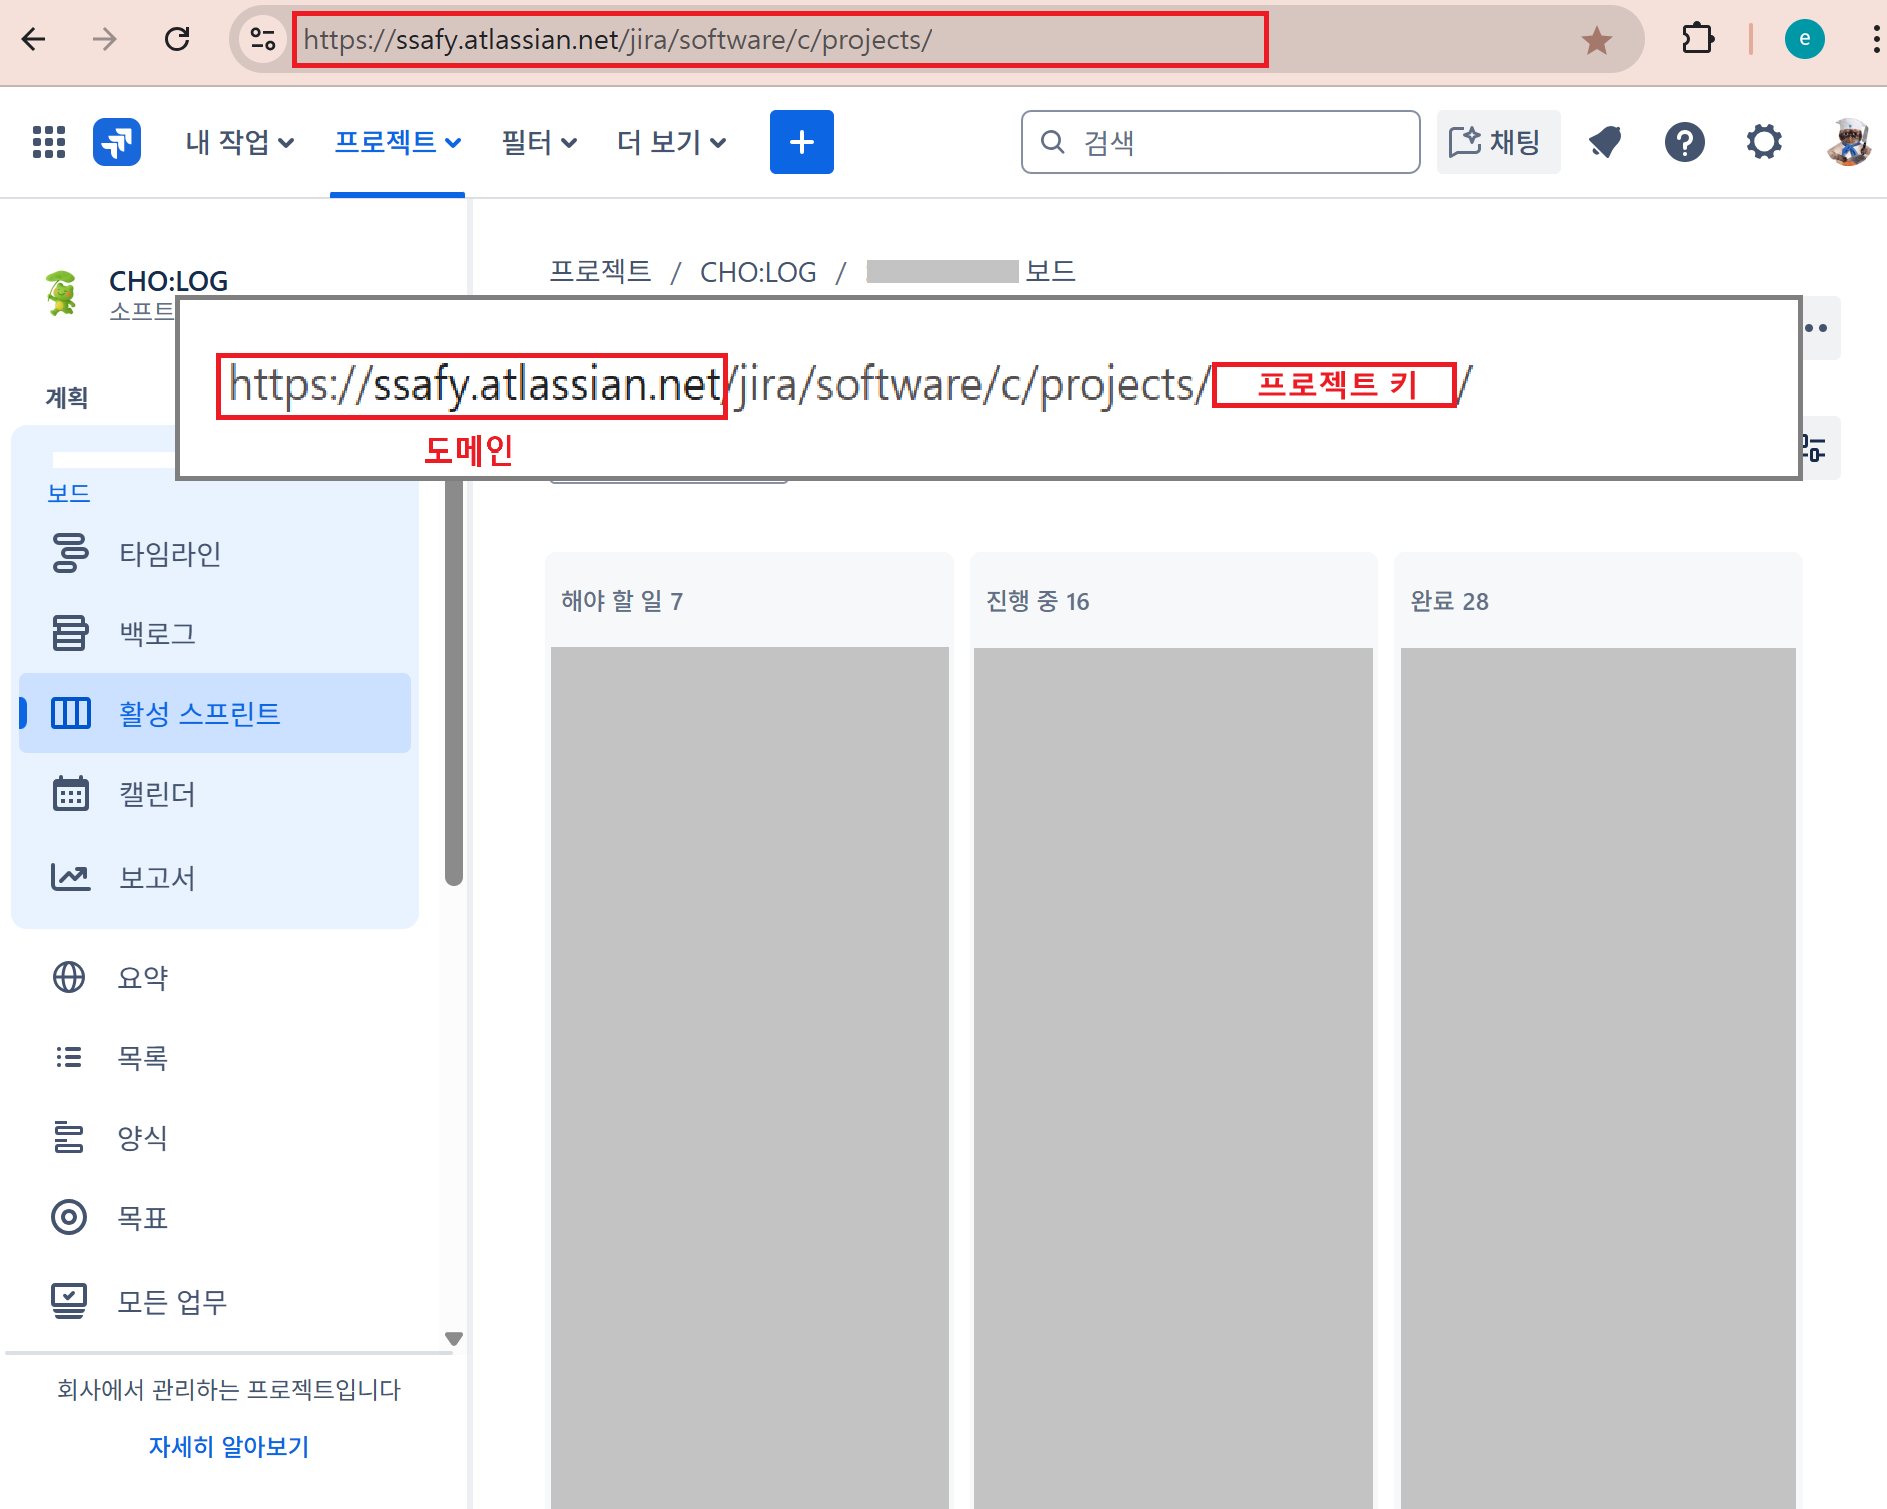 https://ssafy.atlassian.net/jira/software/c/projects/
e
내 작업
프로젝트
필터
더 보기
+
검색
채팅
CHO:LOG
소프트
프로젝트 / CHO:LOG / 보드
https://ssafy.atlassian.net/jira/software/c/projects/ 프로젝트 키 /
도메인
계획
보드
타임라인
백로그
활성 스프린트
캘린더
보고서
요약
목록
양식
목표
모든 업무
회사에서 관리하는 프로젝트입니다
자세히 알아보기
해야 할 일 7
진행 중 16
완료 28